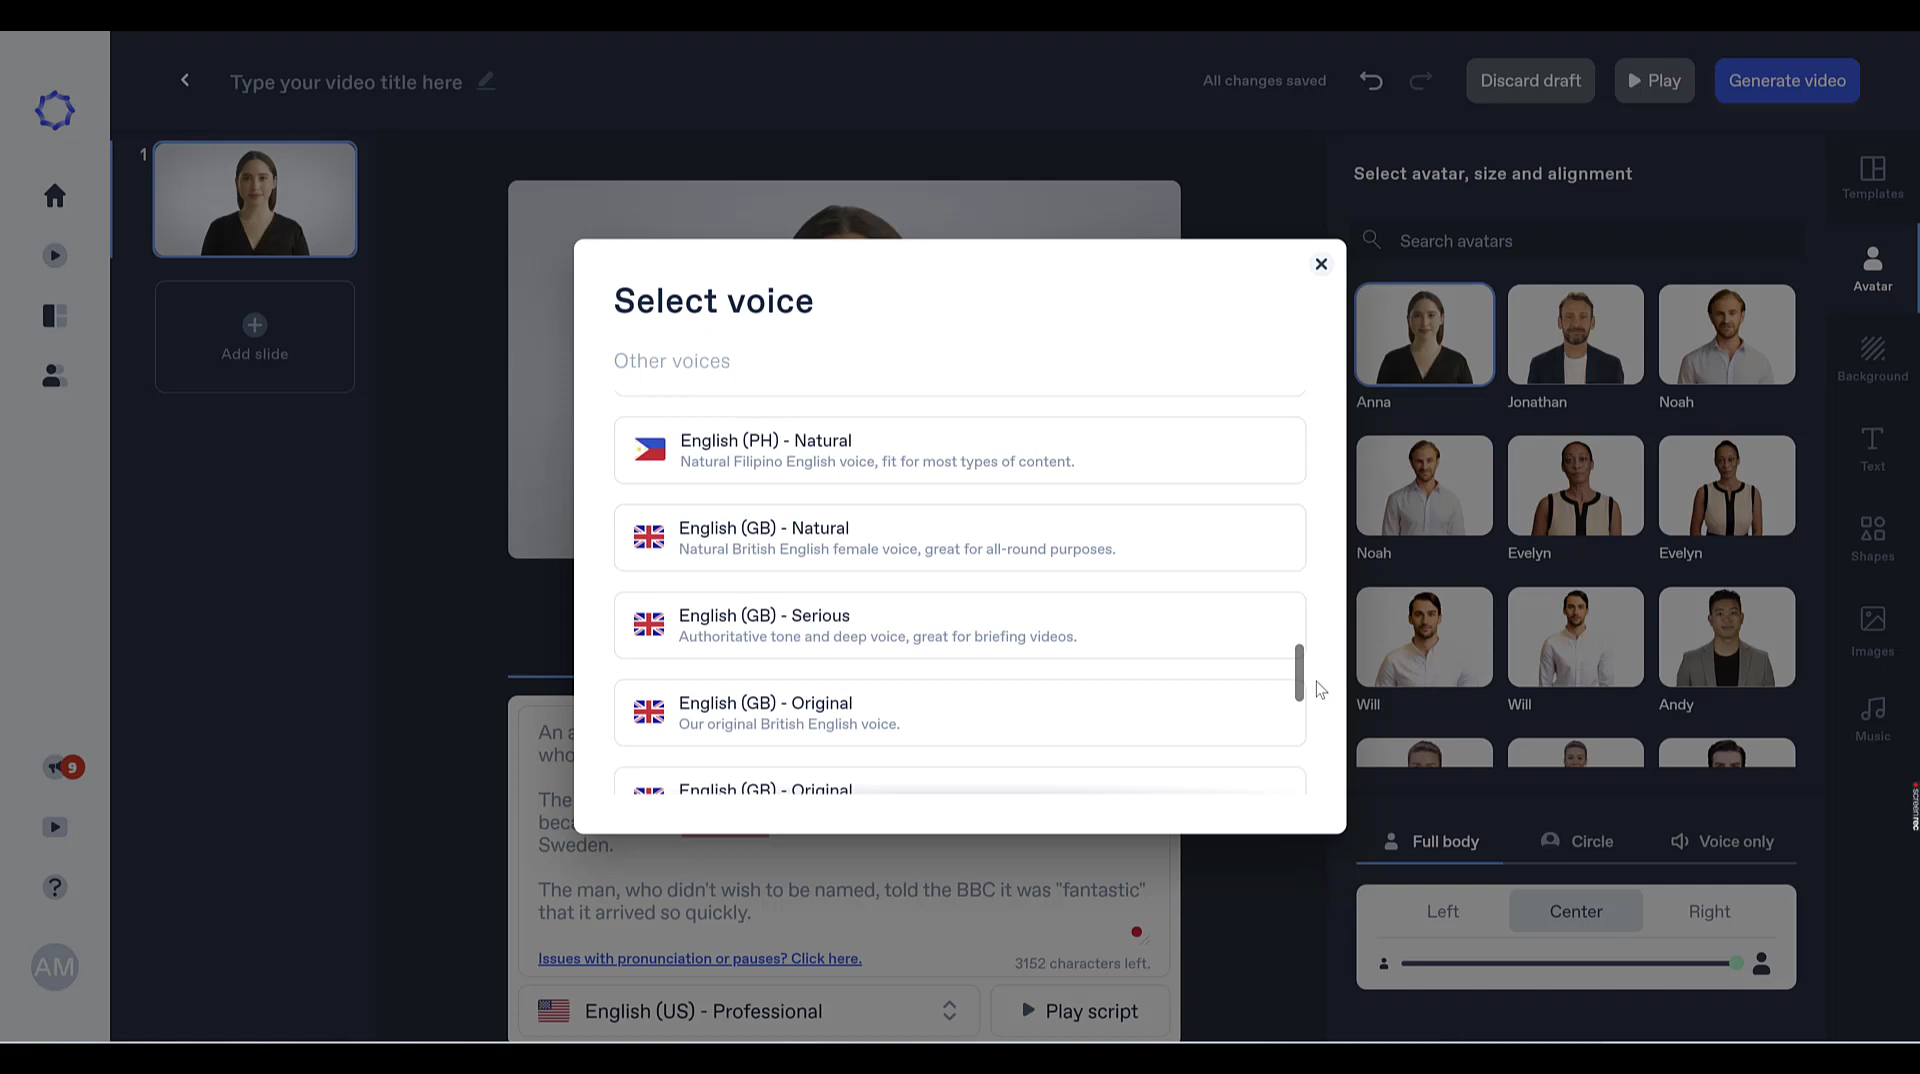 Type your video title here
All changes saved
Discard draft
Play
Generate video
1
Add slide
Select avatar, size and alignment
Search avatars
Anna
Jonathan
Noah
Noah
Evelyn
Evelyn
Will
Will
Andy
Full body
Circle
Voice only
Left
Center
Right
Templates
Avatar
Background
Text
Shapes
Images
Music
Select voice
Other voices
English (PH) - Natural
Natural Filipino English voice, fit for most types of content.
English (GB) - Natural
Natural British English female voice, great for all-round purposes.
English (GB) - Serious
Authoritative tone and deep voice, great for briefing videos.
English (GB) - Original
Our original British English voice.
English (GB) - Original
An a
who
The
beca
Sweden.
The man, who didn't wish to be named, told the BBC it was "fantastic"
that it arrived so quickly.
Issues with pronunciation or pauses? Click here.
3152 characters left.
English (US) - Professional
Play script
9
?
AM
screenrec